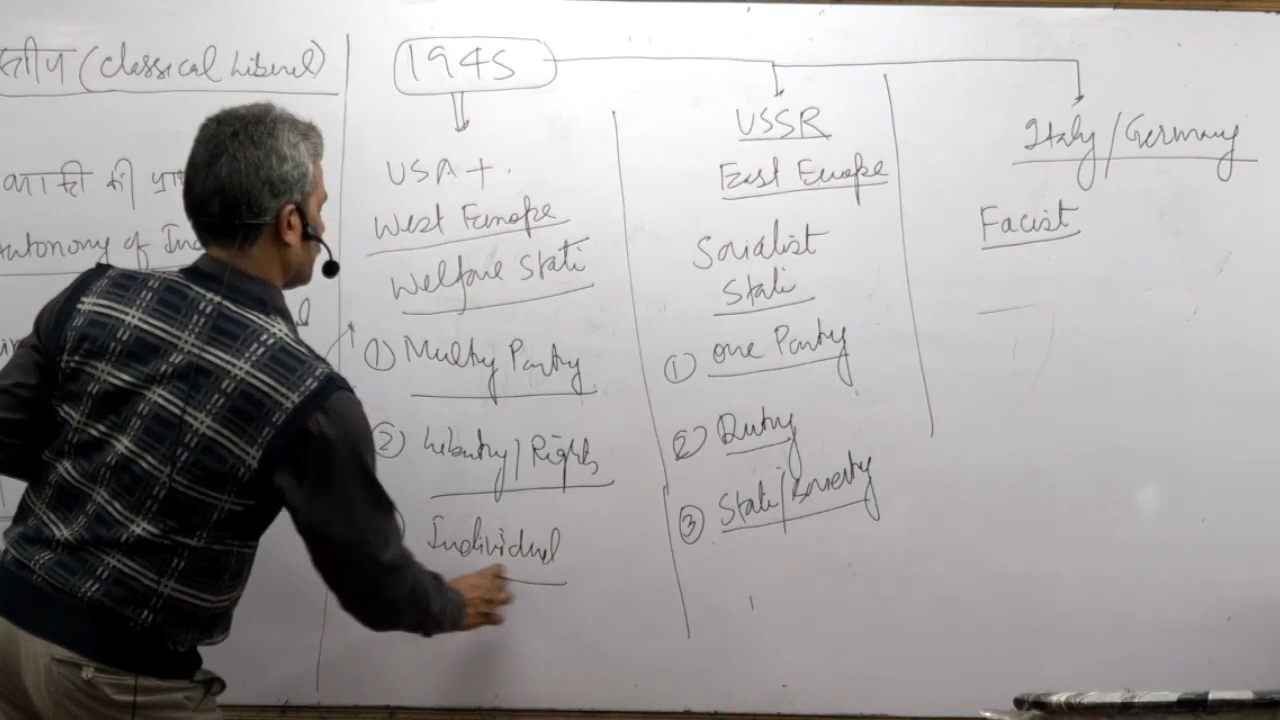 (Classical Liberal)
Autonomy of
1945
USA +
West Europe
Welfare State
① Multy Party
② Liberty/Rights
Individual
USSR
East Europe
Socialist
State
① One Party
② Duty
③ State/Society
Italy/Germany
Facist